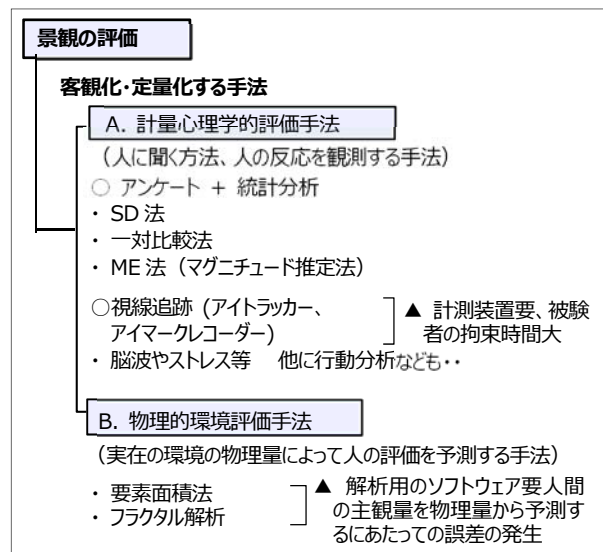 景観の評価
客観化・定量化する手法
A. 計量心理学的評価手法
（人に聞く方法、人の反応を観測する手法）
○ アンケート + 統計分析
・ SD 法
・ 一対比較法
・ ME 法（マグニチュード推定法）
○視線追跡 (アイトラッカー、
アイマークレコーダー)
▲ 計測装置要、被験
者の拘束時間大
・ 脳波やストレス等 他に行動分析なども・・
B. 物理的環境評価手法
（実在の環境の物理量によって人の評価を予測する手法）
・ 要素面積法
・ フラクタル解析
▲ 解析用のソフトウェア要人間
の主観量を物理量から予測す
るにあたっての誤差の発生